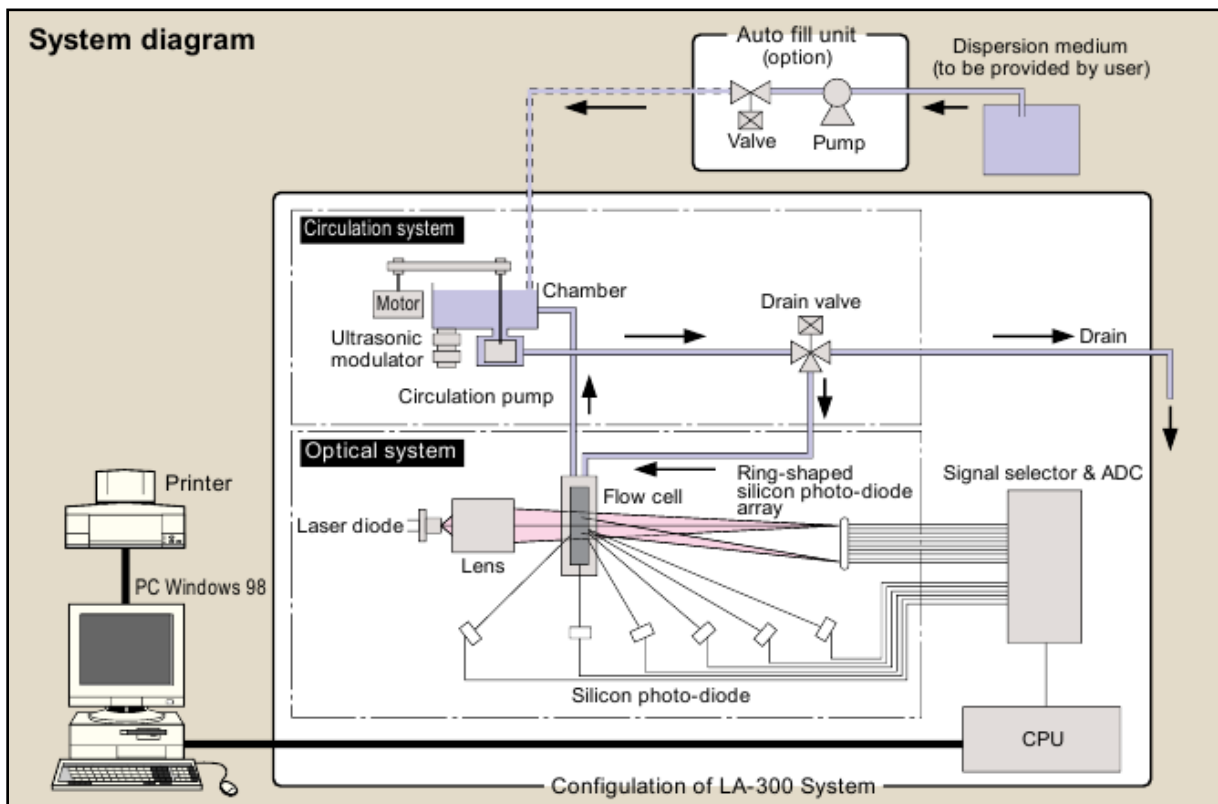 System diagram
Auto fill unit
(option)
Dispersion medium
(to be provided by user)
Valve
Pump
Circulation system
Motor
Chamber
Drain valve
Ultrasonic
modulator
Drain
Circulation pump
Optical system
Printer
Flow cell
Ring-shaped
silicon photo-diode
array
Signal selector & ADC
Laser diode
Lens
PC Windows 98
Silicon photo-diode
CPU
Configulation of LA-300 System